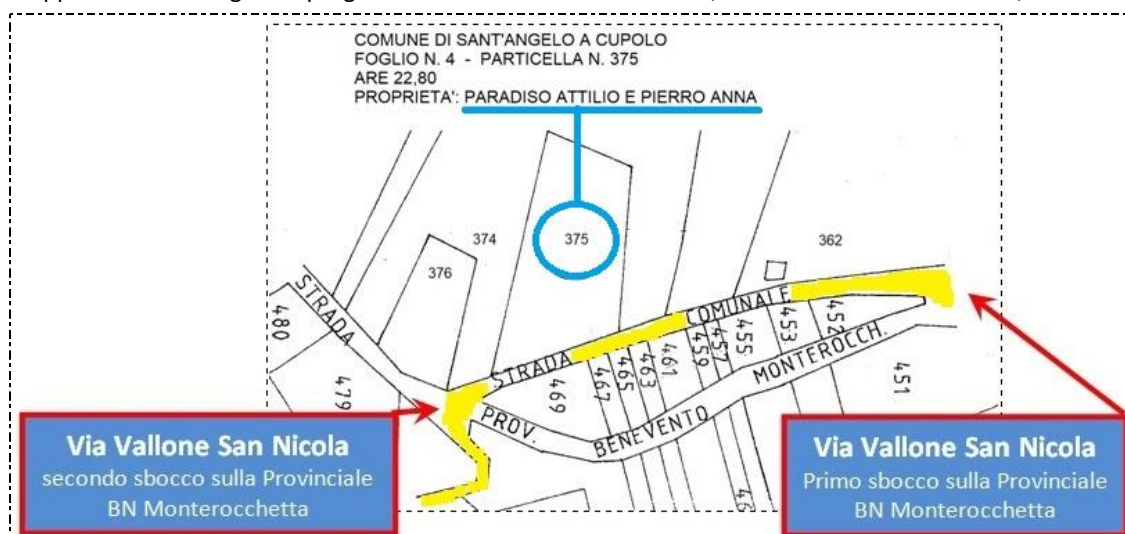 COMUNE DI SANT'ANGELO A CUPOLO
FOGLIO N. 4 - PARTICELLA N. 375
ARE 22,80
PROPRIETA': PARADISO ATTILIO E PIERRO ANNA
374
375
362
376
STRADA
STRADA COMUNALE
480
479
469
467
465
463
461
459
457
455
453
452
451
PROV. BENEVENTO MONTEROCCH.
Via Vallone San Nicola
secondo sbocco sulla Provinciale
BN Monterocchetta
Via Vallone San Nicola
Primo sbocco sulla Provinciale
BN Monterocchetta